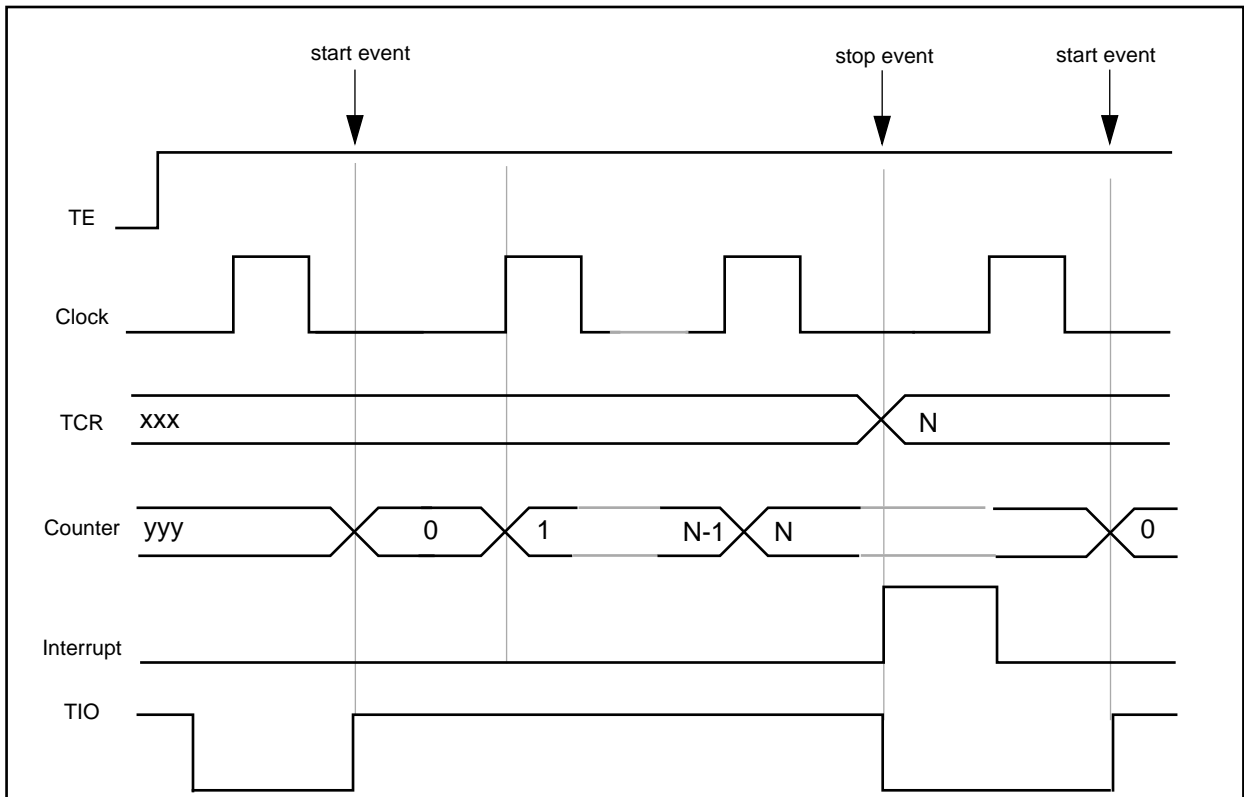 start event
stop event
start event
TE
Clock
TCR
xxx
N
Counter
yyy
0
1
N-1
N
0
Interrupt
TIO